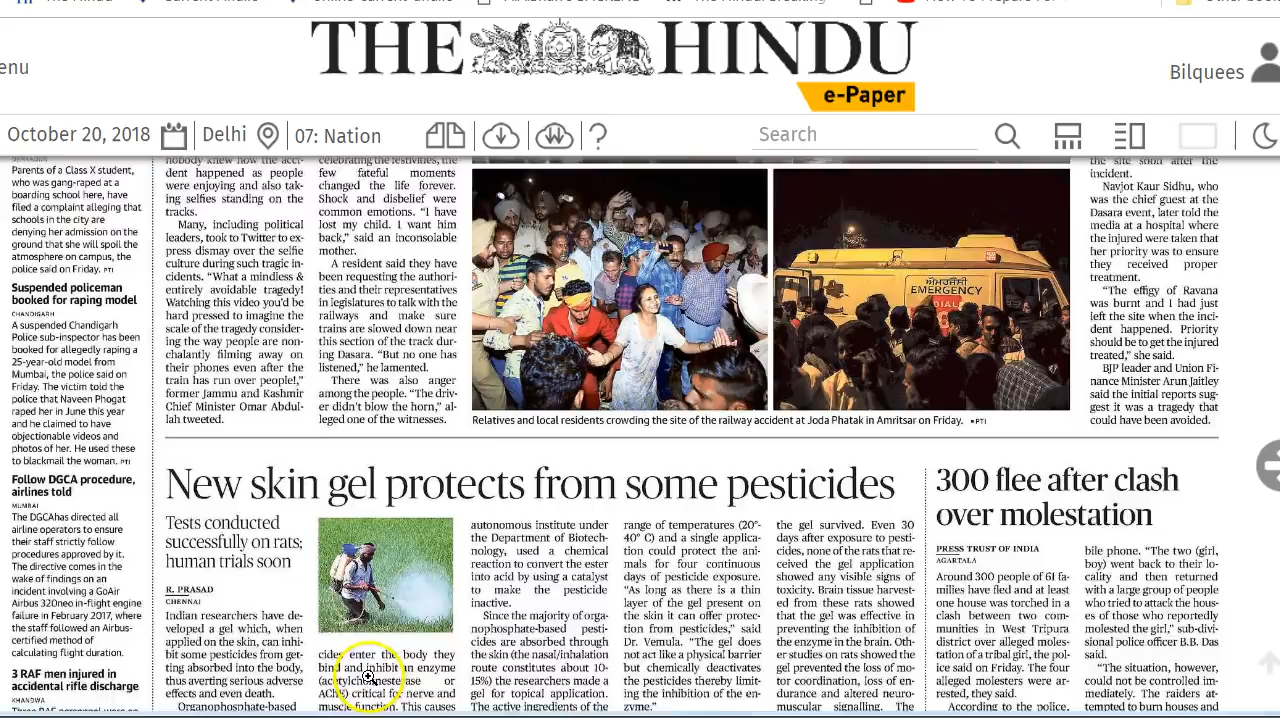 The Hindu
THE HINDU
e-Paper
enu
Bilquees
October 20, 2018
Delhi
07: Nation
?
Search
Parents of a Class X student,
who was gang-raped at a
boarding school here, have
filed a complaint alleging that
schools in the city are
denying her admission on the
ground that she will spoil the
atmosphere on campus, the
police said on Friday. PTI
Suspended policeman
booked for raping model
CHANDIGARH
A suspended Chandigarh
Police sub-inspector has been
booked for allegedly raping a
25-year-old model from
Mumbai, the police said on
Friday. The victim told the
police that Naveen Phogat
raped her in June this year
and he claimed to have
objectionable videos and
photos of her. He used these
to blackmail the woman. PTI
Follow DGCA procedure,
airlines told
MUMBAI
The DGCAhas directed all
airline operators to ensure
their staff strictly follow
procedures approved by it.
The directive comes in the
wake of findings on an
incident involving a GoAir
Airbus 320neo in-flight engine
failure in February 2017, where
the staff followed an Airbus-
certified method of
calculating flight duration.
3 RAF men injured in
accidental rifle discharge
KHANDWA
nobody knew how the acci-
dent happened as people
were enjoying and also tak-
ing selfies standing on the
tracks.
Many, including political
leaders, took to Twitter to ex-
press dismay over the selfie
culture during such tragic in-
cidents. “What a mindless &
entirely avoidable tragedy!
Watching this video you’d be
hard pressed to imagine the
scale of the tragedy consider-
ing the way people are non-
chalantly filming away on
their phones even after the
train has run over people!,”
former Jammu and Kashmir
Chief Minister Omar Abdul-
lah tweeted.
celebrating the festivities, the
few fateful moments
changed the life forever.
Shock and disbelief were
common emotions. “I have
lost my child. I want him
back,” said an inconsolable
mother.
A resident said they have
been requesting the authori-
ties and their representatives
in legislatures to talk with the
railways and make sure
trains are slowed down near
this section of the track dur-
ing Dasara. “But no one has
listened,” he lamented.
There was also anger
among the people. “The driv-
er didn’t blow the horn,” al-
leged one of the witnesses.
ਐਮਰਜੈਂਸੀ
EMERGENCY
DIAL
Relatives and local residents crowding the site of the railway accident at Joda Phatak in Amritsar on Friday. ▪PTI
the site soon after the
incident.
Navjot Kaur Sidhu, who
was the chief guest at the
Dasara event, later told the
media at a hospital where
the injured were taken that
her priority was to ensure
they received proper
treatment.
“The effigy of Ravana
was burnt and I had just
left the site when the inci-
dent happened. Priority
should be to get the injured
treated,” she said.
BJP leader and Union Fi-
nance Minister Arun Jaitley
said the initial reports sug-
gest it was a tragedy that
could have been avoided.
New skin gel protects from some pesticides
Tests conducted
successfully on rats;
human trials soon
R. PRASAD
CHENNAI
Indian researchers have de-
veloped a gel which, when
applied on the skin, can inhi-
bit some pesticides from get-
ting absorbed into the body,
thus averting serious adverse
effects and even death.
Organophosphate-based
cides enter the body they
bind and inhibit an enzyme
(acetylcholinesterase or
AChE) critical for nerve and
muscle function. This causes
autonomous institute under
the Department of Biotech-
nology, used a chemical
reaction to convert the ester
into acid by using a catalyst
to make the pesticide
inactive.
Since the majority of orga-
nophosphate-based pesti-
cides are absorbed through
the skin (the nasal/inhalation
route constitutes about 10-
15%) the researchers made a
gel for topical application.
The active ingredients of the
range of temperatures (20°-
40° C) and a single applica-
tion could protect the ani-
mals for four continuous
days of pesticide exposure.
“As long as there is a thin
layer of the gel present on
the skin it can offer protec-
tion from pesticides,” said
Dr. Vemula. “The gel does
not act like a physical barrier
but chemically deactivates
the pesticides thereby limit-
ing the inhibition of the en-
zyme.”
the gel survived. Even 30
days after exposure to pesti-
cides, none of the rats that re-
ceived the gel application
showed any visible signs of
toxicity. Brain tissue harvest-
ed from these rats showed
that the gel was effective in
preventing the inhibition of
the enzyme in the brain. Oth-
er studies on rats showed the
gel prevented the loss of mo-
tor coordination, loss of en-
durance and altered neuro-
muscular signalling. The
300 flee after clash
over molestation
PRESS TRUST OF INDIA
AGARTALA
Around 300 people of 61 fa-
milies have fled and at least
one house was torched in a
clash between two com-
munities in West Tripura
district over alleged moles-
tation of a tribal girl, the po-
lice said on Friday. The four
alleged molesters were ar-
rested, they said.
According to the police,
bile phone. “The two (girl,
boy) went back to their lo-
cality and then returned
with a large group of people
who tried to attack the hous-
es of those who reportedly
molested the girl,” sub-divi-
sional police officer B.B. Das
said.
“The situation, however,
could not be controlled im-
mediately. The raiders at-
tempted to burn houses and